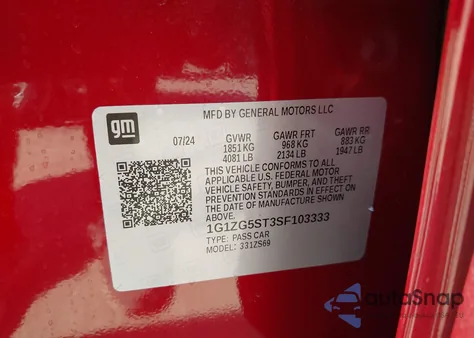 MFD BY GENERAL MOTORS LLC
gm
07/24 GVWR GAWR FRT GAWR RR
1851 KG 968 KG 883 KG
4081 LB 2134 LB 1947 LB
THIS VEHICLE CONFORMS TO ALL
APPLICABLE U.S. FEDERAL MOTOR
VEHICLE SAFETY, BUMPER, AND THEFT
PREVENTION STANDARDS IN EFFECT ON
THE DATE OF MANUFACTURE SHOWN
ABOVE.
1G1ZG5ST3SF103333
TYPE: PASS CAR
MODEL: 331ZS69
autoSnap